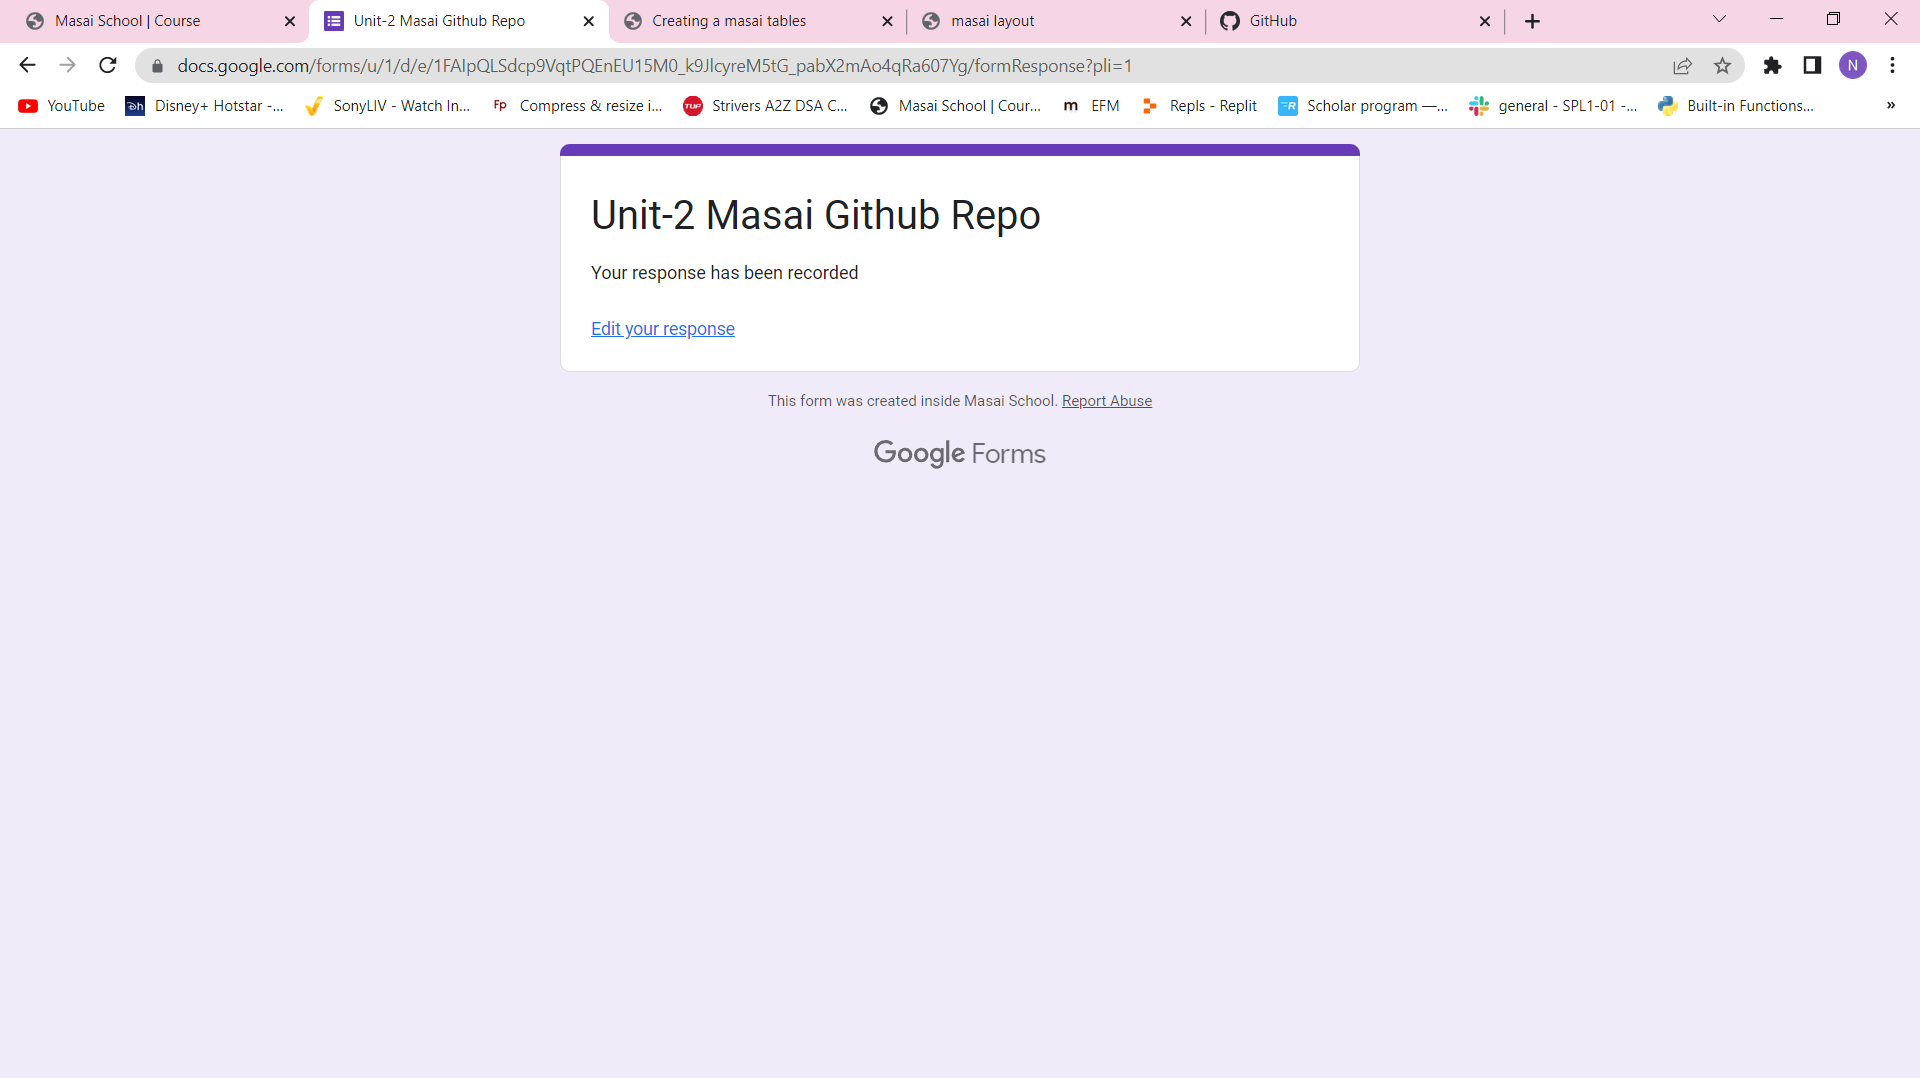 Masai School | Course
Unit-2 Masai Github Repo
Creating a masai tables
masai layout
GitHub
docs.google.com/forms/u/1/d/e/1FAIpQLSdcp9VqtPQEnEU15M0_k9JlcyreM5tG_pabX2mAo4qRa607Yg/formResponse?pli=1
N
YouTube
Disney+ Hotstar -...
SonyLIV - Watch In...
Fp Compress & resize i...
TUF Strivers A2Z DSA C...
Masai School | Cour...
m EFM
Repls - Replit
Scholar program —...
general - SPL1-01 -...
Built-in Functions...
»
Unit-2 Masai Github Repo
Your response has been recorded
Edit your response
This form was created inside Masai School. Report Abuse
Google Forms